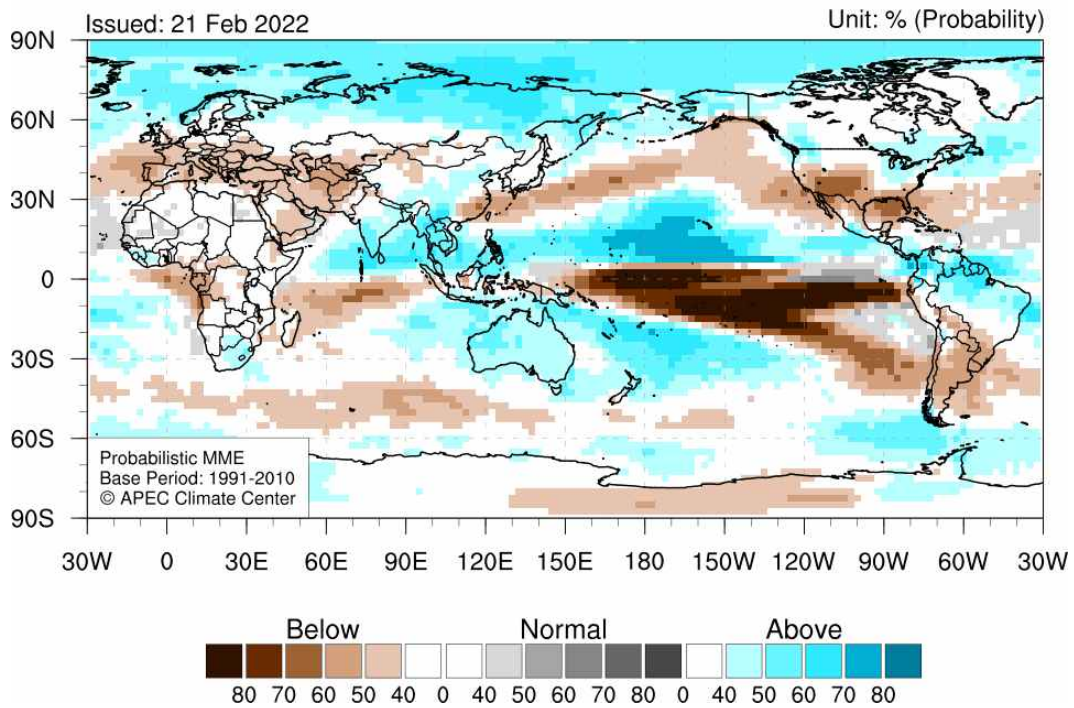 Issued: 21 Feb 2022 Unit: % (Probability)
90N
60N
30N
0
30S
60S
90S
Probabilistic MME
Base Period: 1991-2010
© APEC Climate Center
30W 0 30E 60E 90E 120E 150E 180 150W 120W 90W 60W 30W
Below Normal Above
80 70 60 50 40 0 40 50 60 70 80 0 40 50 60 70 80